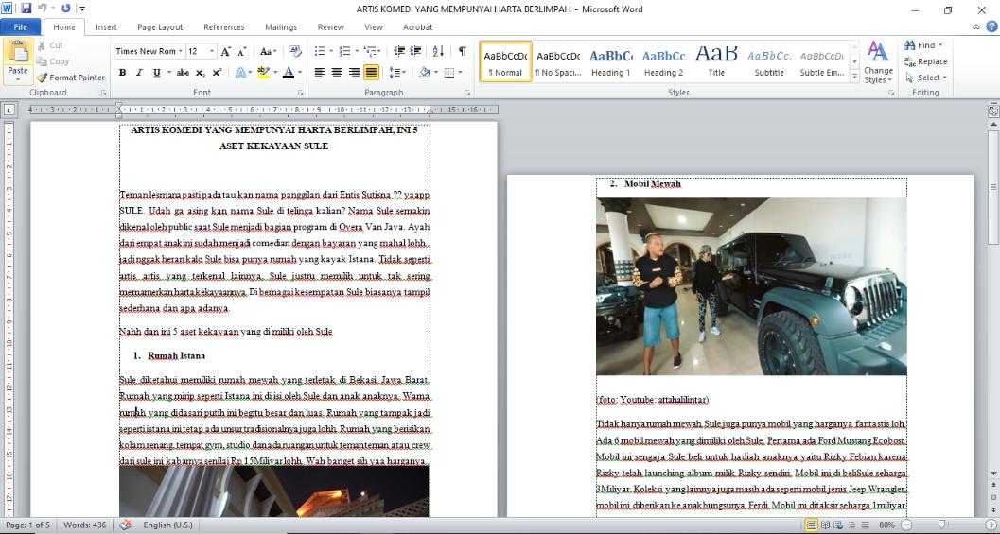 ARTIS KOMEDI YANG MEMPUNYAI HARTA BERLIMPAH - Microsoft Word
File Home Insert Page Layout References Mailings Review View Acrobat
Cut
Copy
Format Painter
Paste
Times New Rom 12
B I U abc x₂ x² A
AaBbCcDc AaBbCcDc AaBbC( AaBbCc AaB AaBbCc. AaBbCcDc
¶ Normal ¶ No Spaci... Heading 1 Heading 2 Title Subtitle Subtle Em...
Change Styles
Find
Replace
Select
Clipboard Font Paragraph Styles Editing
ARTIS KOMEDI YANG MEMPUNYAI HARTA BERLIMPAH, INI 5
ASET KEKAYAAN SULE
Teman lesmana pasti pada tau kan nama panggilan dari Entis Sutisna ?? yaapp
SULE. Udah ga asing kan nama Sule di telinga kalian? Nama Sule semakin
dikenal oleh public saat Sule menjadi bagian program di Overa Van Java. Ayah
dari empat anak ini sudah menjadi comedian dengan bayaran yang mahal lohh,
jadi nggak heran kalo Sule bisa punya rumah yang kayak Istana. Tidak seperti
artis artis yang terkenal lainnya, Sule justru memilih untuk tak sering
memamerkan harta kekayaannya. Di bernagai kesempatan Sule biasanya tampil
sederhana dan apa adanya.
Nahh dan ini 5 aset kekayaan yang di miliki oleh Sule
1. Rumah Istana
Sule diketahui memiliki rumah mewah yang terletak di Bekasi, Jawa Barat.
Rumah yang mirip seperti Istana ini di isi oleh Sule dan anak anaknya. Warna
rumah yang didasari putih ini begitu besar dan luas. Rumah yang tampak jadi
seperti istana ini tetap ada unsur tradisionalnya juga lohh. Rumah yang berisikan
kolam renang, tempat gym, studio dan ada ruangan untuk teman teman atau crew
dari sule ini kabarnya senilai Rp 15Miliyar lohh. Wah banget sih yaa harganya.
2. Mobil Mewah
(foto: Youtube: attahalilintar)
Tidak hanya rumah mewah, Sule juga punya mobil yang harganya fantastis loh.
Ada 6 mobil mewah yang dimiliki oleh Sule. Pertama ada Ford Mustang Ecobost.
Mobil ini sengaja Sule beli untuk hadiah anaknya yaitu Rizky Febian karena
Rizky telah launching album milik Rizky sendiri. Mobil ini di beli Sule seharga
3Miliyar. Koleksi yang lainnya juga masih ada seperti mobil jenis Jeep Wrangler,
mobil ini diberikan ke anak bungsunya, Ferdi. Mobil ini ditaksir seharga 1miliyar
Page: 1 of 5 Words: 436 English (U.S.) 80%